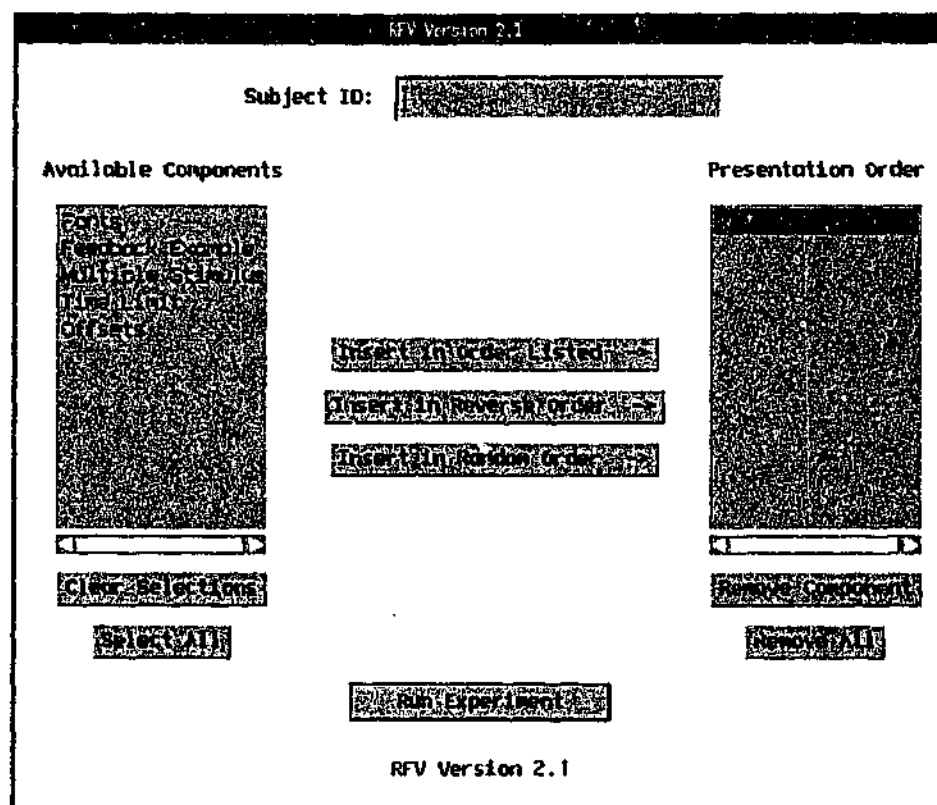 RFV Version 2.1
Subject ID:
Available Components
Presentation Order
Fonts
Feedback Example
Multiple Stimulus
Time Limit
Offsets
Insert In Order Listed -->
Insert In Reverse Order -->
Insert In Random Order -->
Clear Selections
Remove Component
Select All
Remove All
Run Experiment
RFV Version 2.1